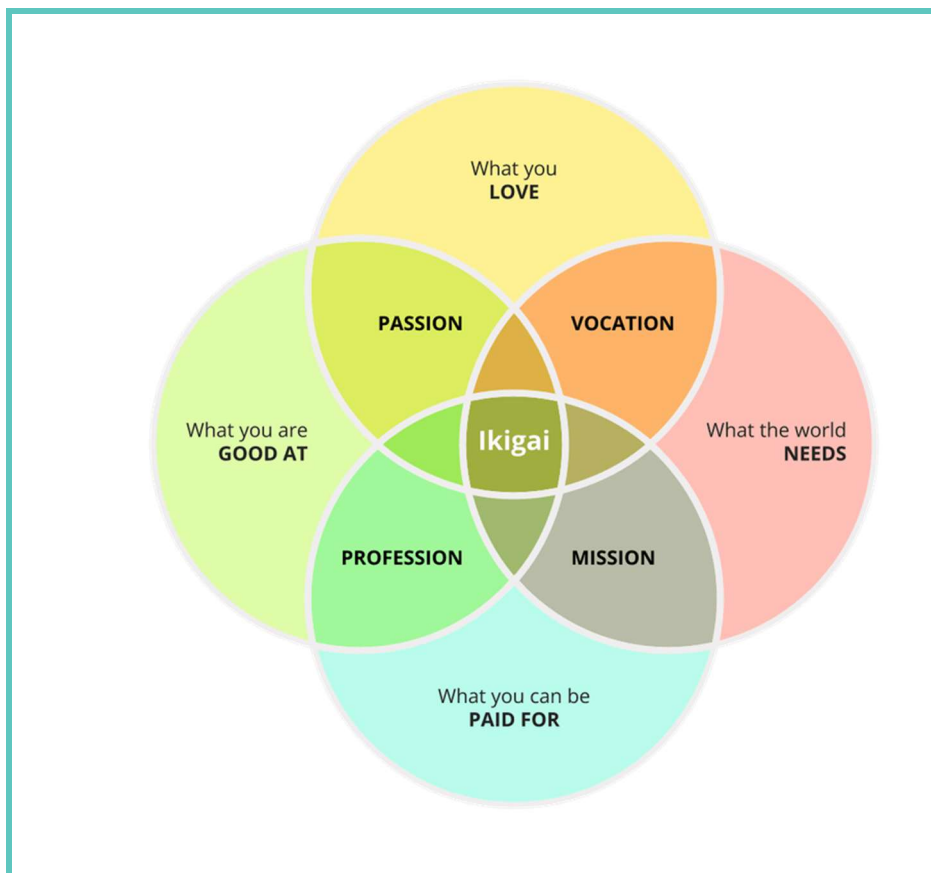 What you
LOVE
PASSION
VOCATION
What you are
GOOD AT
Ikigai
What the world
NEEDS
PROFESSION
MISSION
What you can be
PAID FOR